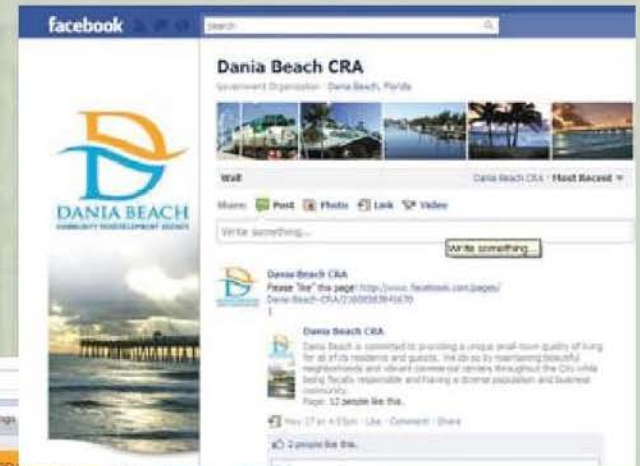 facebook
Search
Dania Beach CRA
Government Organization · Dania Beach, Florida
DANIA BEACH
COMMUNITY REDEVELOPMENT AGENCY
Wall
Dania Beach CRA · Most Recent
Share: Post Photo Link Video
Write something...
Write something...
Dania Beach CRA
Please "like" this page! http://www.facebook.com/pages/
Dania Beach CRA
Dania Beach is committed to providing a unique small town quality of living
for all of its residents and guests. We do so by maintaining beautiful
neighborhoods and vibrant commercial centers throughout the City while
being fiscally responsible and having a diverse population and business
community.
Page: 12 people like this.
Like · Comment · Share
2 people like this.